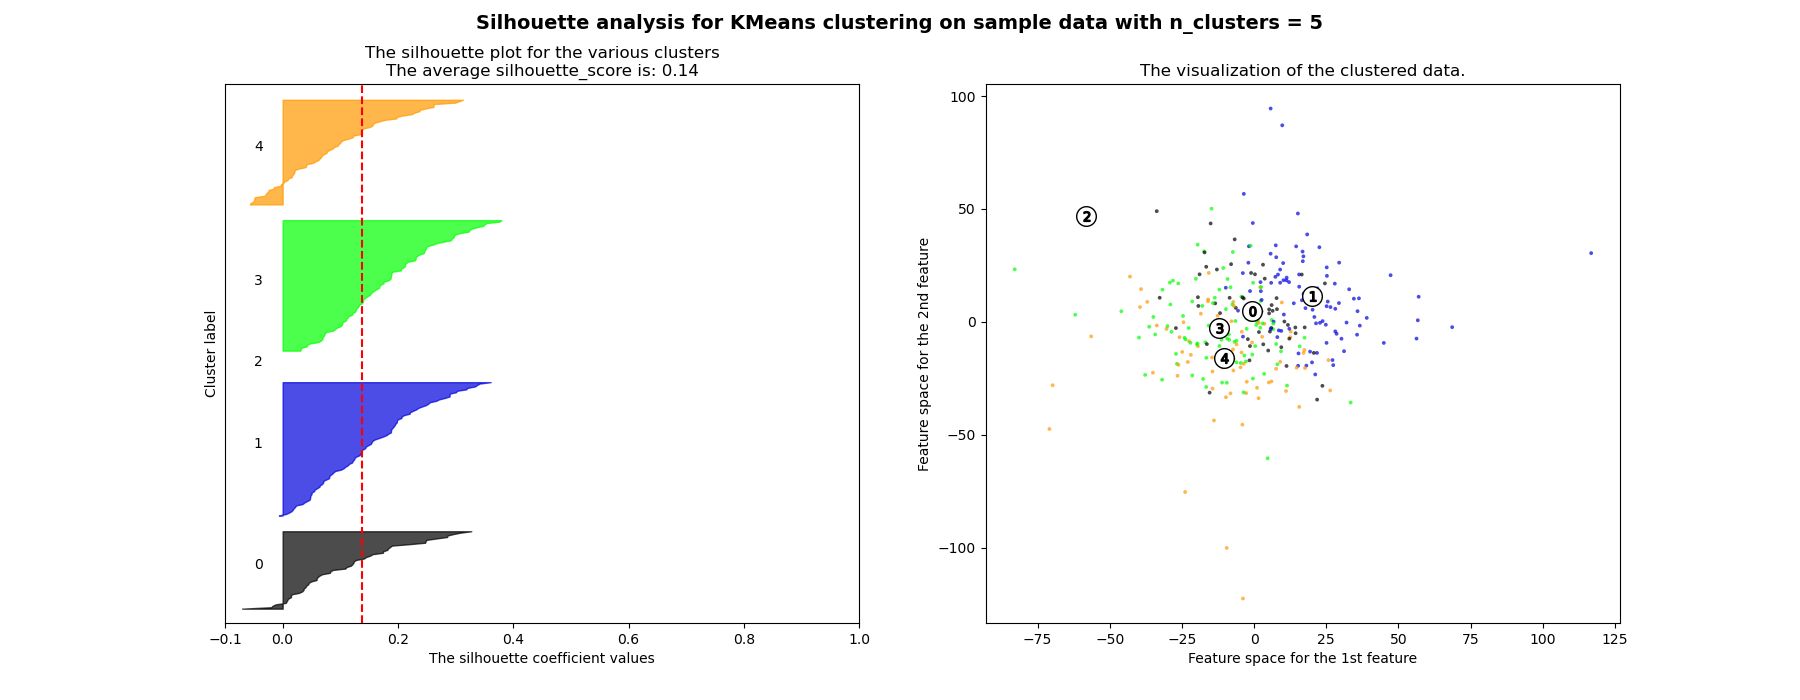 Silhouette analysis for KMeans clustering on sample data with n_clusters = 5
The silhouette plot for the various clusters
The average silhouette_score is: 0.14
4
3
2
1
0
Cluster label
−0.1 0.0 0.2 0.4 0.6 0.8 1.0
The silhouette coefficient values
The visualization of the clustered data.
100
50
0
−50
−100
Feature space for the 2nd feature
2
1
0
3
4
−75 −50 −25 0 25 50 75 100 125
Feature space for the 1st feature